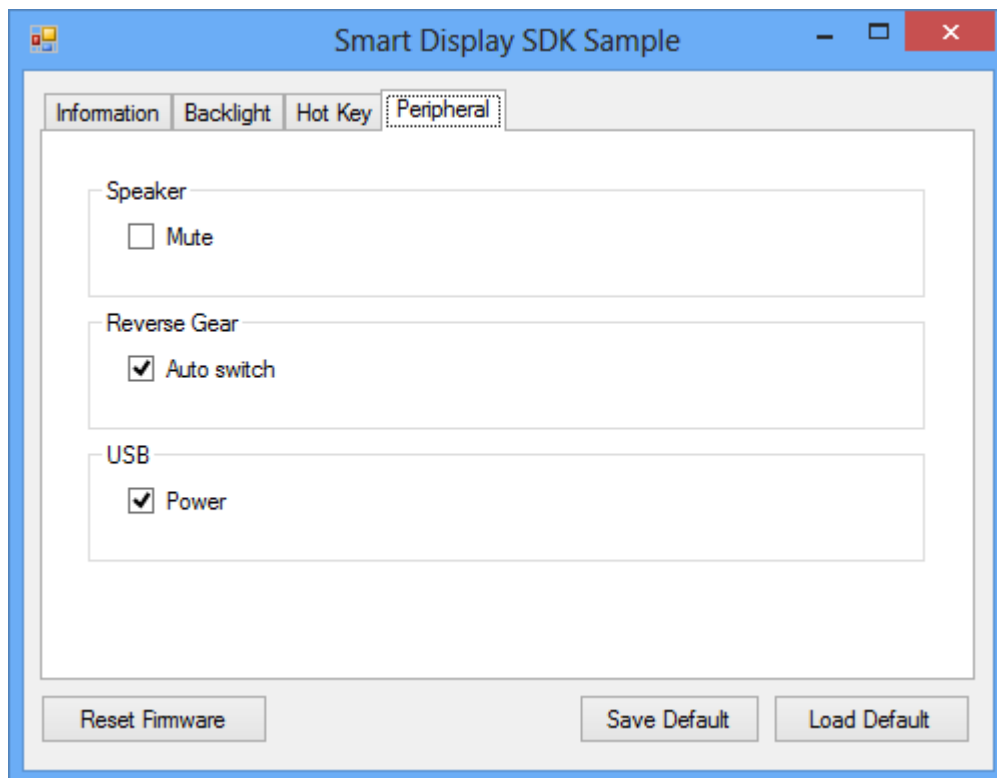 Smart Display SDK Sample
Information Backlight Hot Key Peripheral
Speaker
Mute
Reverse Gear
Auto switch
USB
Power
Reset Firmware Save Default Load Default